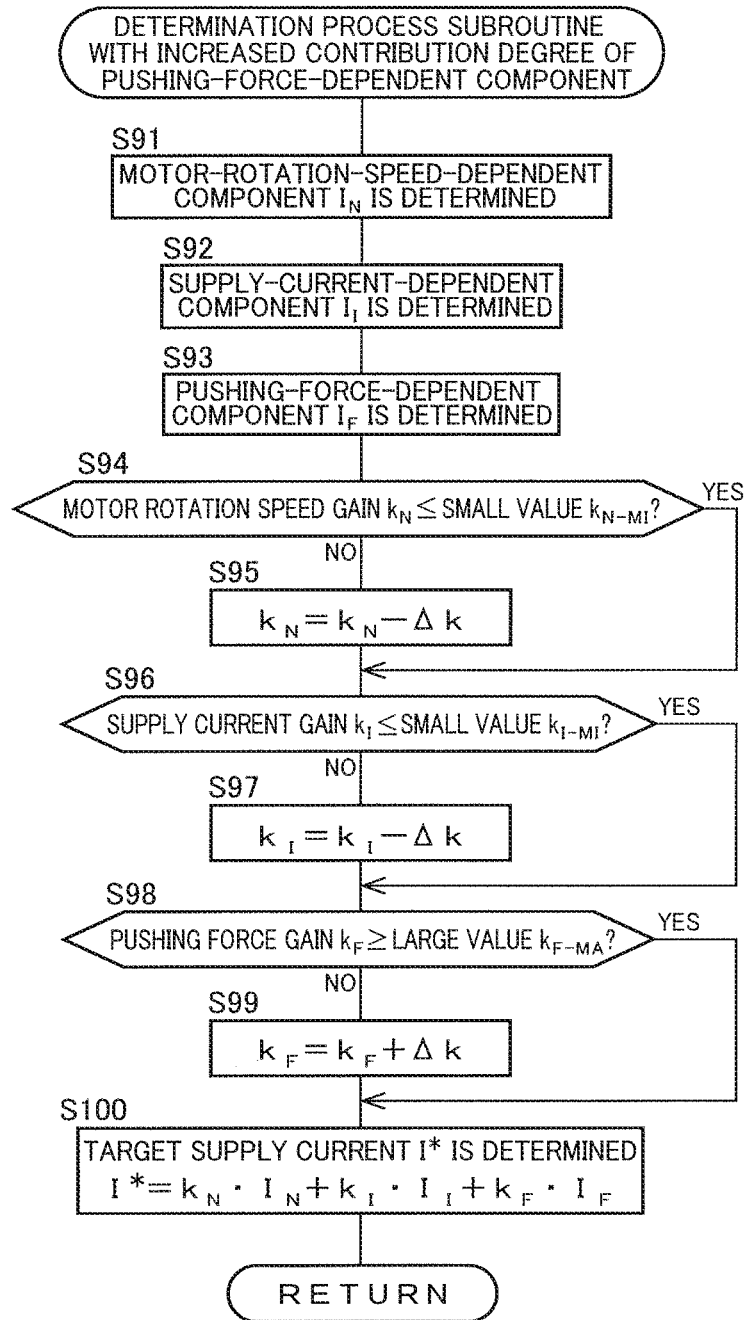 DETERMINATION PROCESS SUBROUTINE
WITH INCREASED CONTRIBUTION DEGREE OF
PUSHING-FORCE-DEPENDENT COMPONENT
S91
MOTOR-ROTATION-SPEED-DEPENDENT
COMPONENT I_N IS DETERMINED
S92
SUPPLY-CURRENT-DEPENDENT
COMPONENT I_I IS DETERMINED
S93
PUSHING-FORCE-DEPENDENT
COMPONENT I_F IS DETERMINED
S94
MOTOR ROTATION SPEED GAIN k_N ≤ SMALL VALUE k_N-MI?
YES
NO
S95
k_N = k_N − Δ k
S96
SUPPLY CURRENT GAIN k_I ≤ SMALL VALUE k_I-MI?
YES
NO
S97
k_I = k_I − Δ k
S98
PUSHING FORCE GAIN k_F ≥ LARGE VALUE k_F-MA?
YES
NO
S99
k_F = k_F + Δ k
S100
TARGET SUPPLY CURRENT I* IS DETERMINED
I* = k_N · I_N + k_I · I_I + k_F · I_F
RETURN